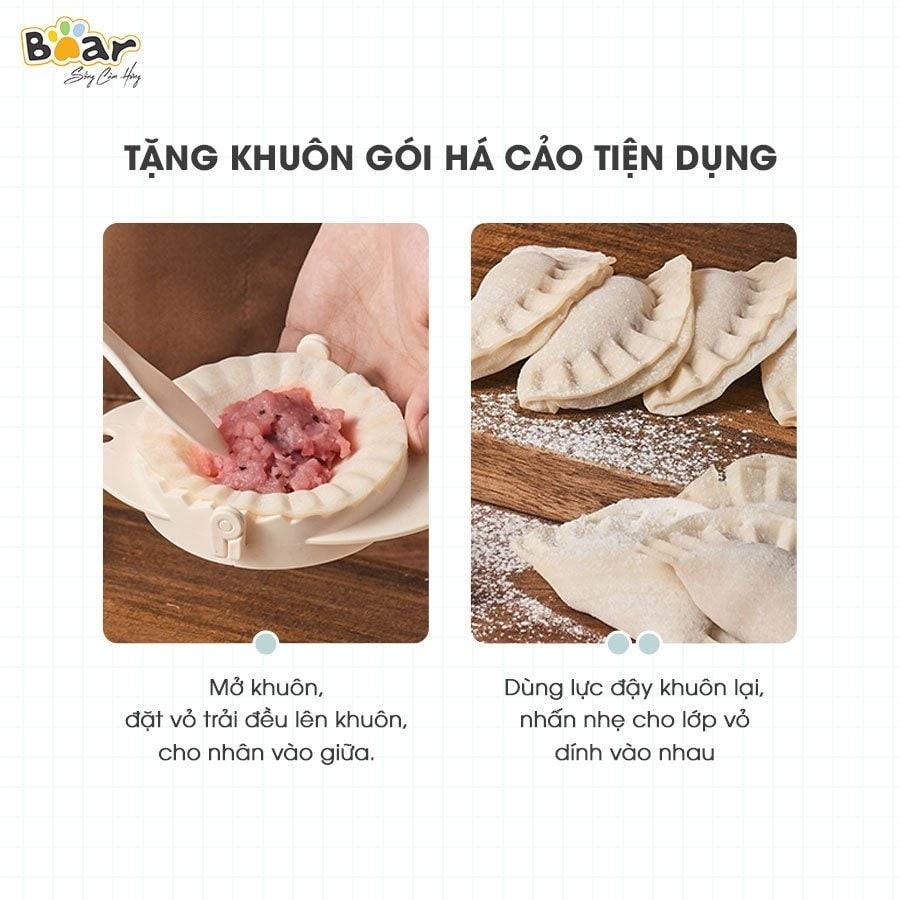 Bear
Sống Cảm Hứng
TẶNG KHUÔN GÓI HÁ CẢO TIỆN DỤNG
Mở khuôn,
đặt vỏ trải đều lên khuôn,
cho nhân vào giữa.
Dùng lực đậy khuôn lại,
nhấn nhẹ cho lớp vỏ
dính vào nhau